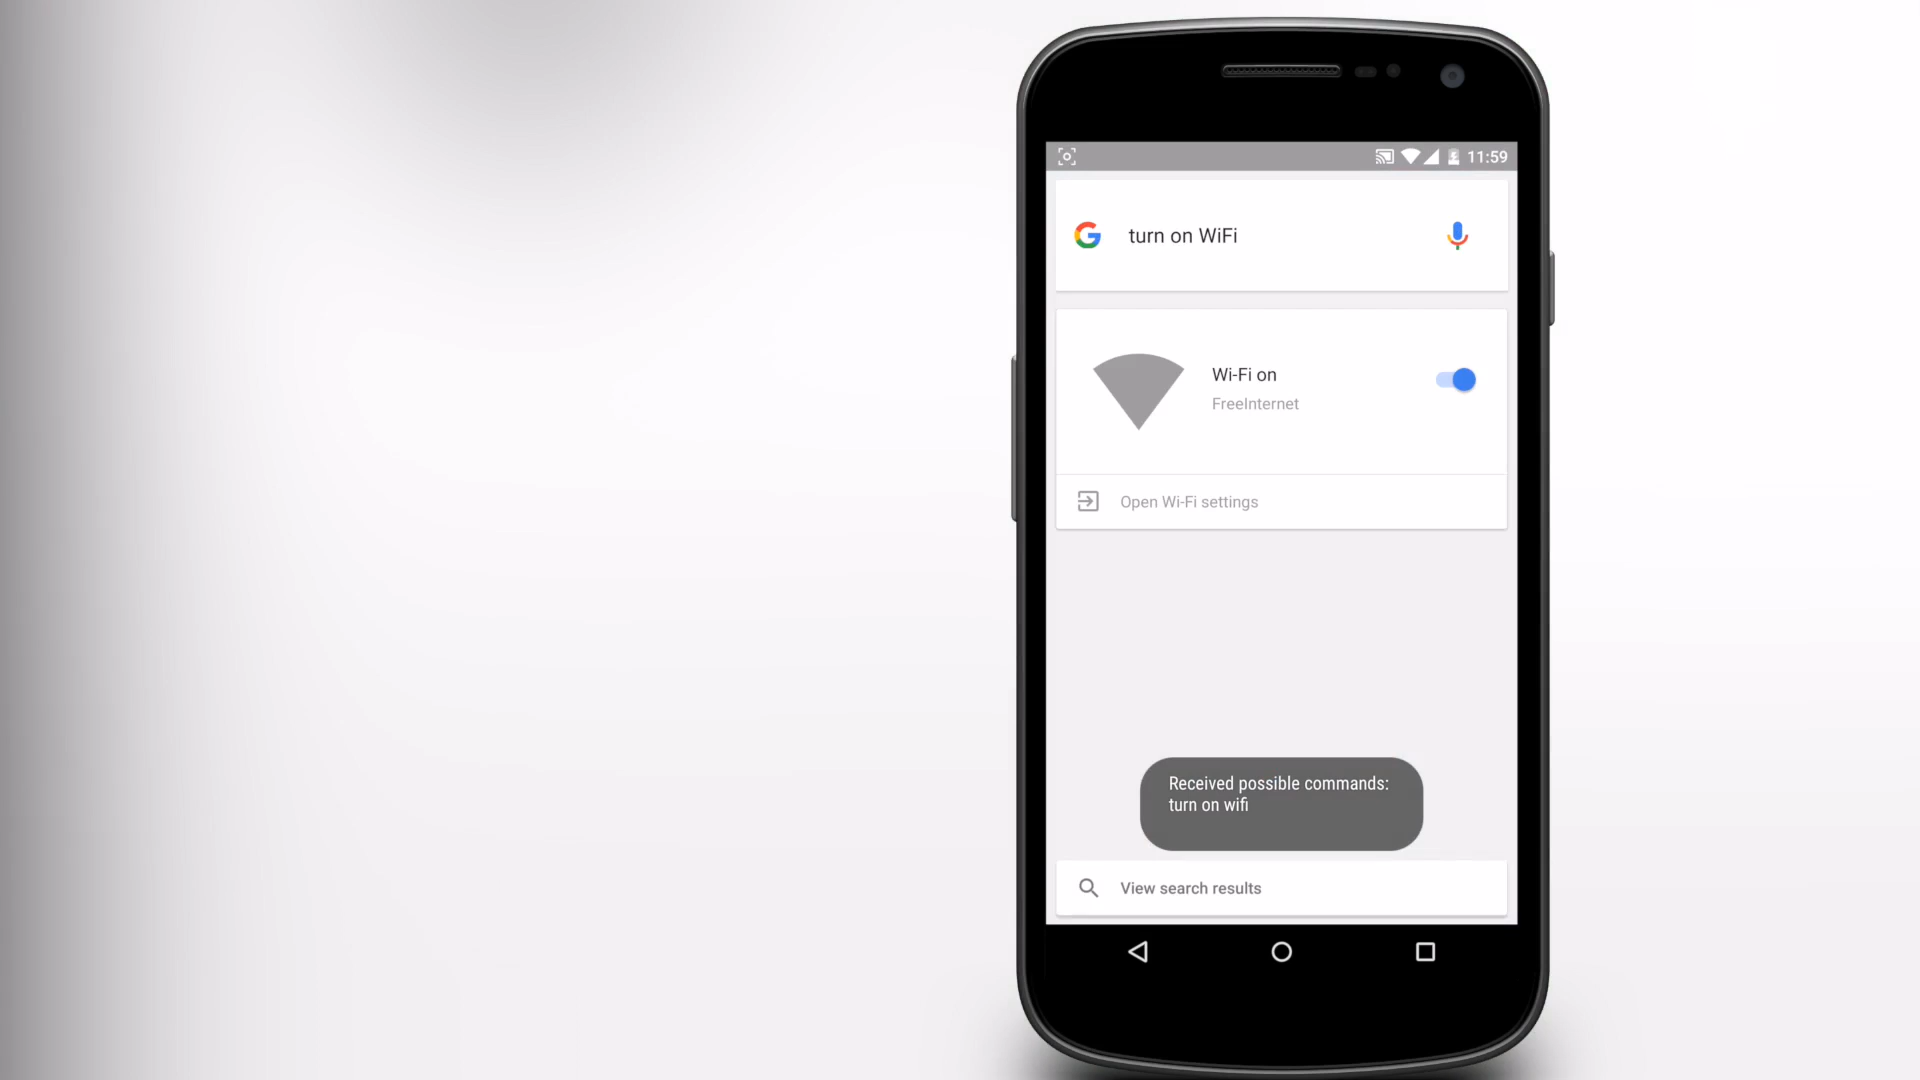 11:59
turn on WiFi
Wi-Fi on
FreeInternet
Open Wi-Fi settings
Received possible commands:
turn on wifi
View search results